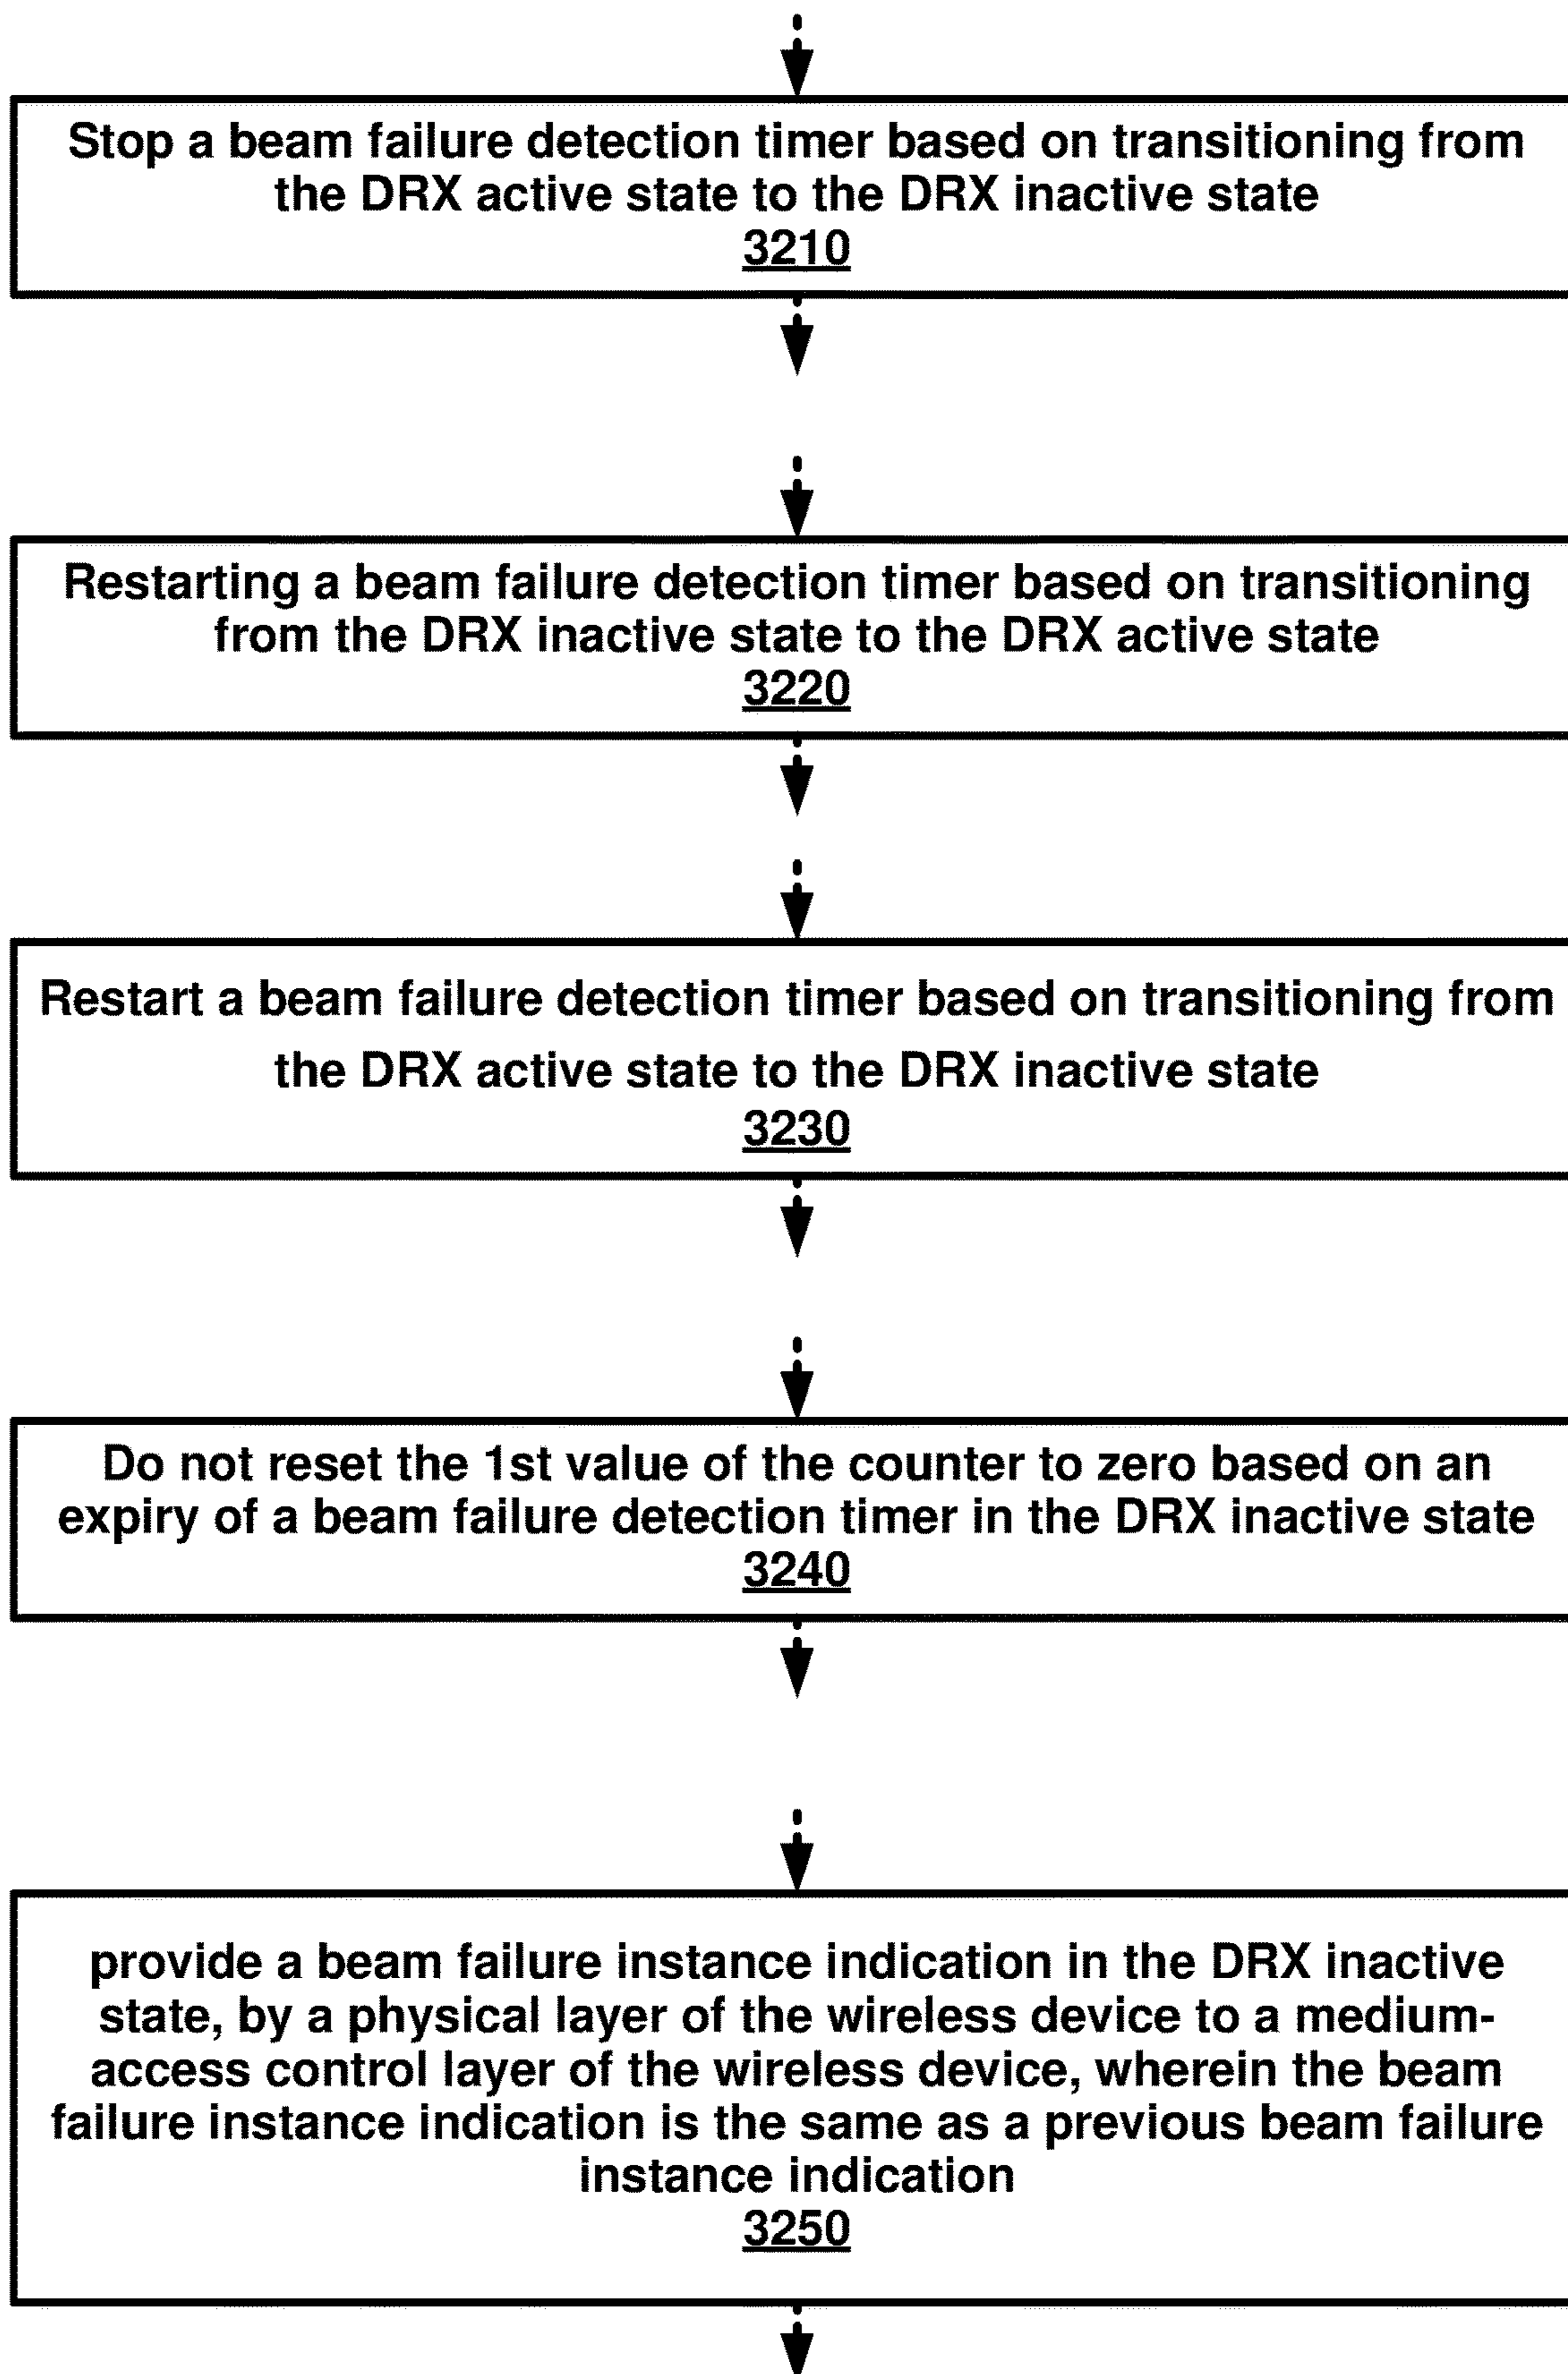 Stop a beam failure detection timer based on transitioning from
the DRX active state to the DRX inactive state
3210
Restarting a beam failure detection timer based on transitioning
from the DRX inactive state to the DRX active state
3220
Restart a beam failure detection timer based on transitioning from
the DRX active state to the DRX inactive state
3230
Do not reset the 1st value of the counter to zero based on an
expiry of a beam failure detection timer in the DRX inactive state
3240
provide a beam failure instance indication in the DRX inactive
state, by a physical layer of the wireless device to a medium-
access control layer of the wireless device, wherein the beam
failure instance indication is the same as a previous beam failure
instance indication
3250